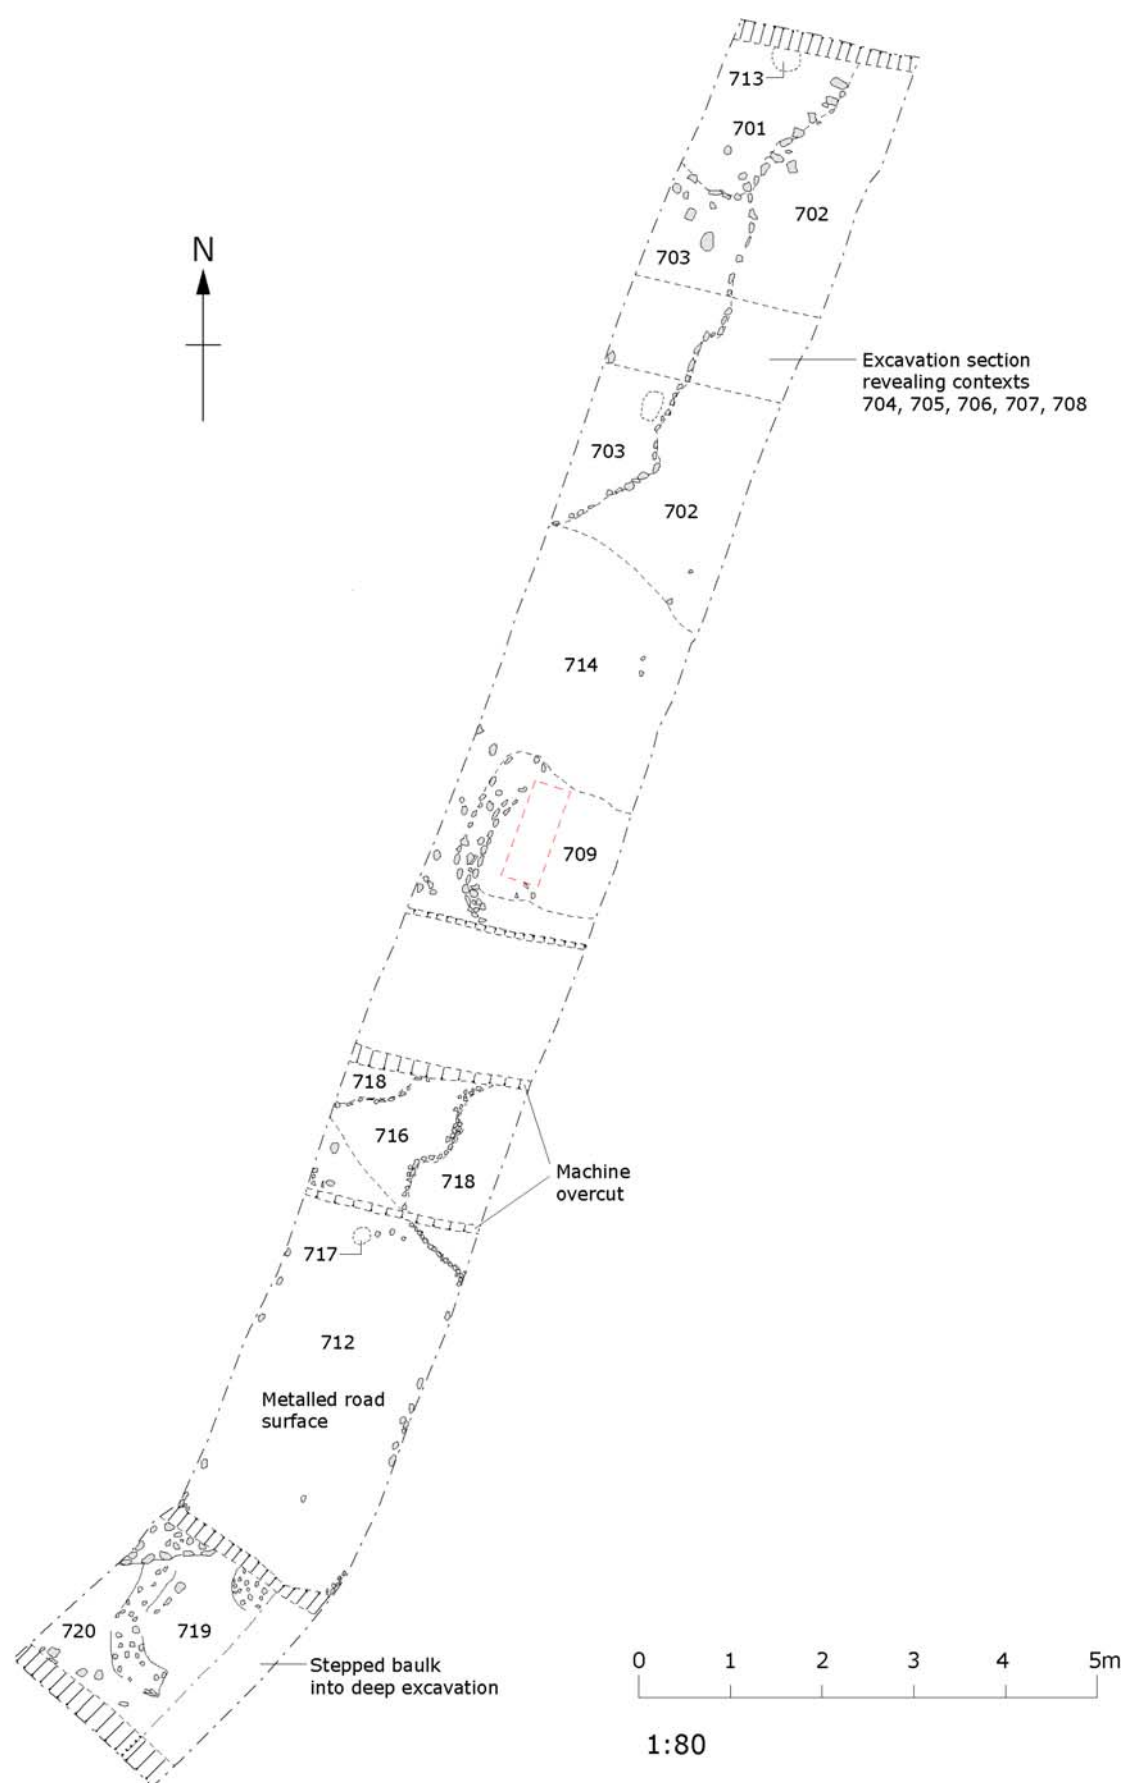 713
701
702
N
703
Excavation section
revealing contexts
704, 705, 706, 707, 708
703
702
714
709
718
716
718
Machine
overcut
717
712
Metalled road
surface
720
719
Stepped baulk
into deep excavation
0 1 2 3 4 5m
1:80